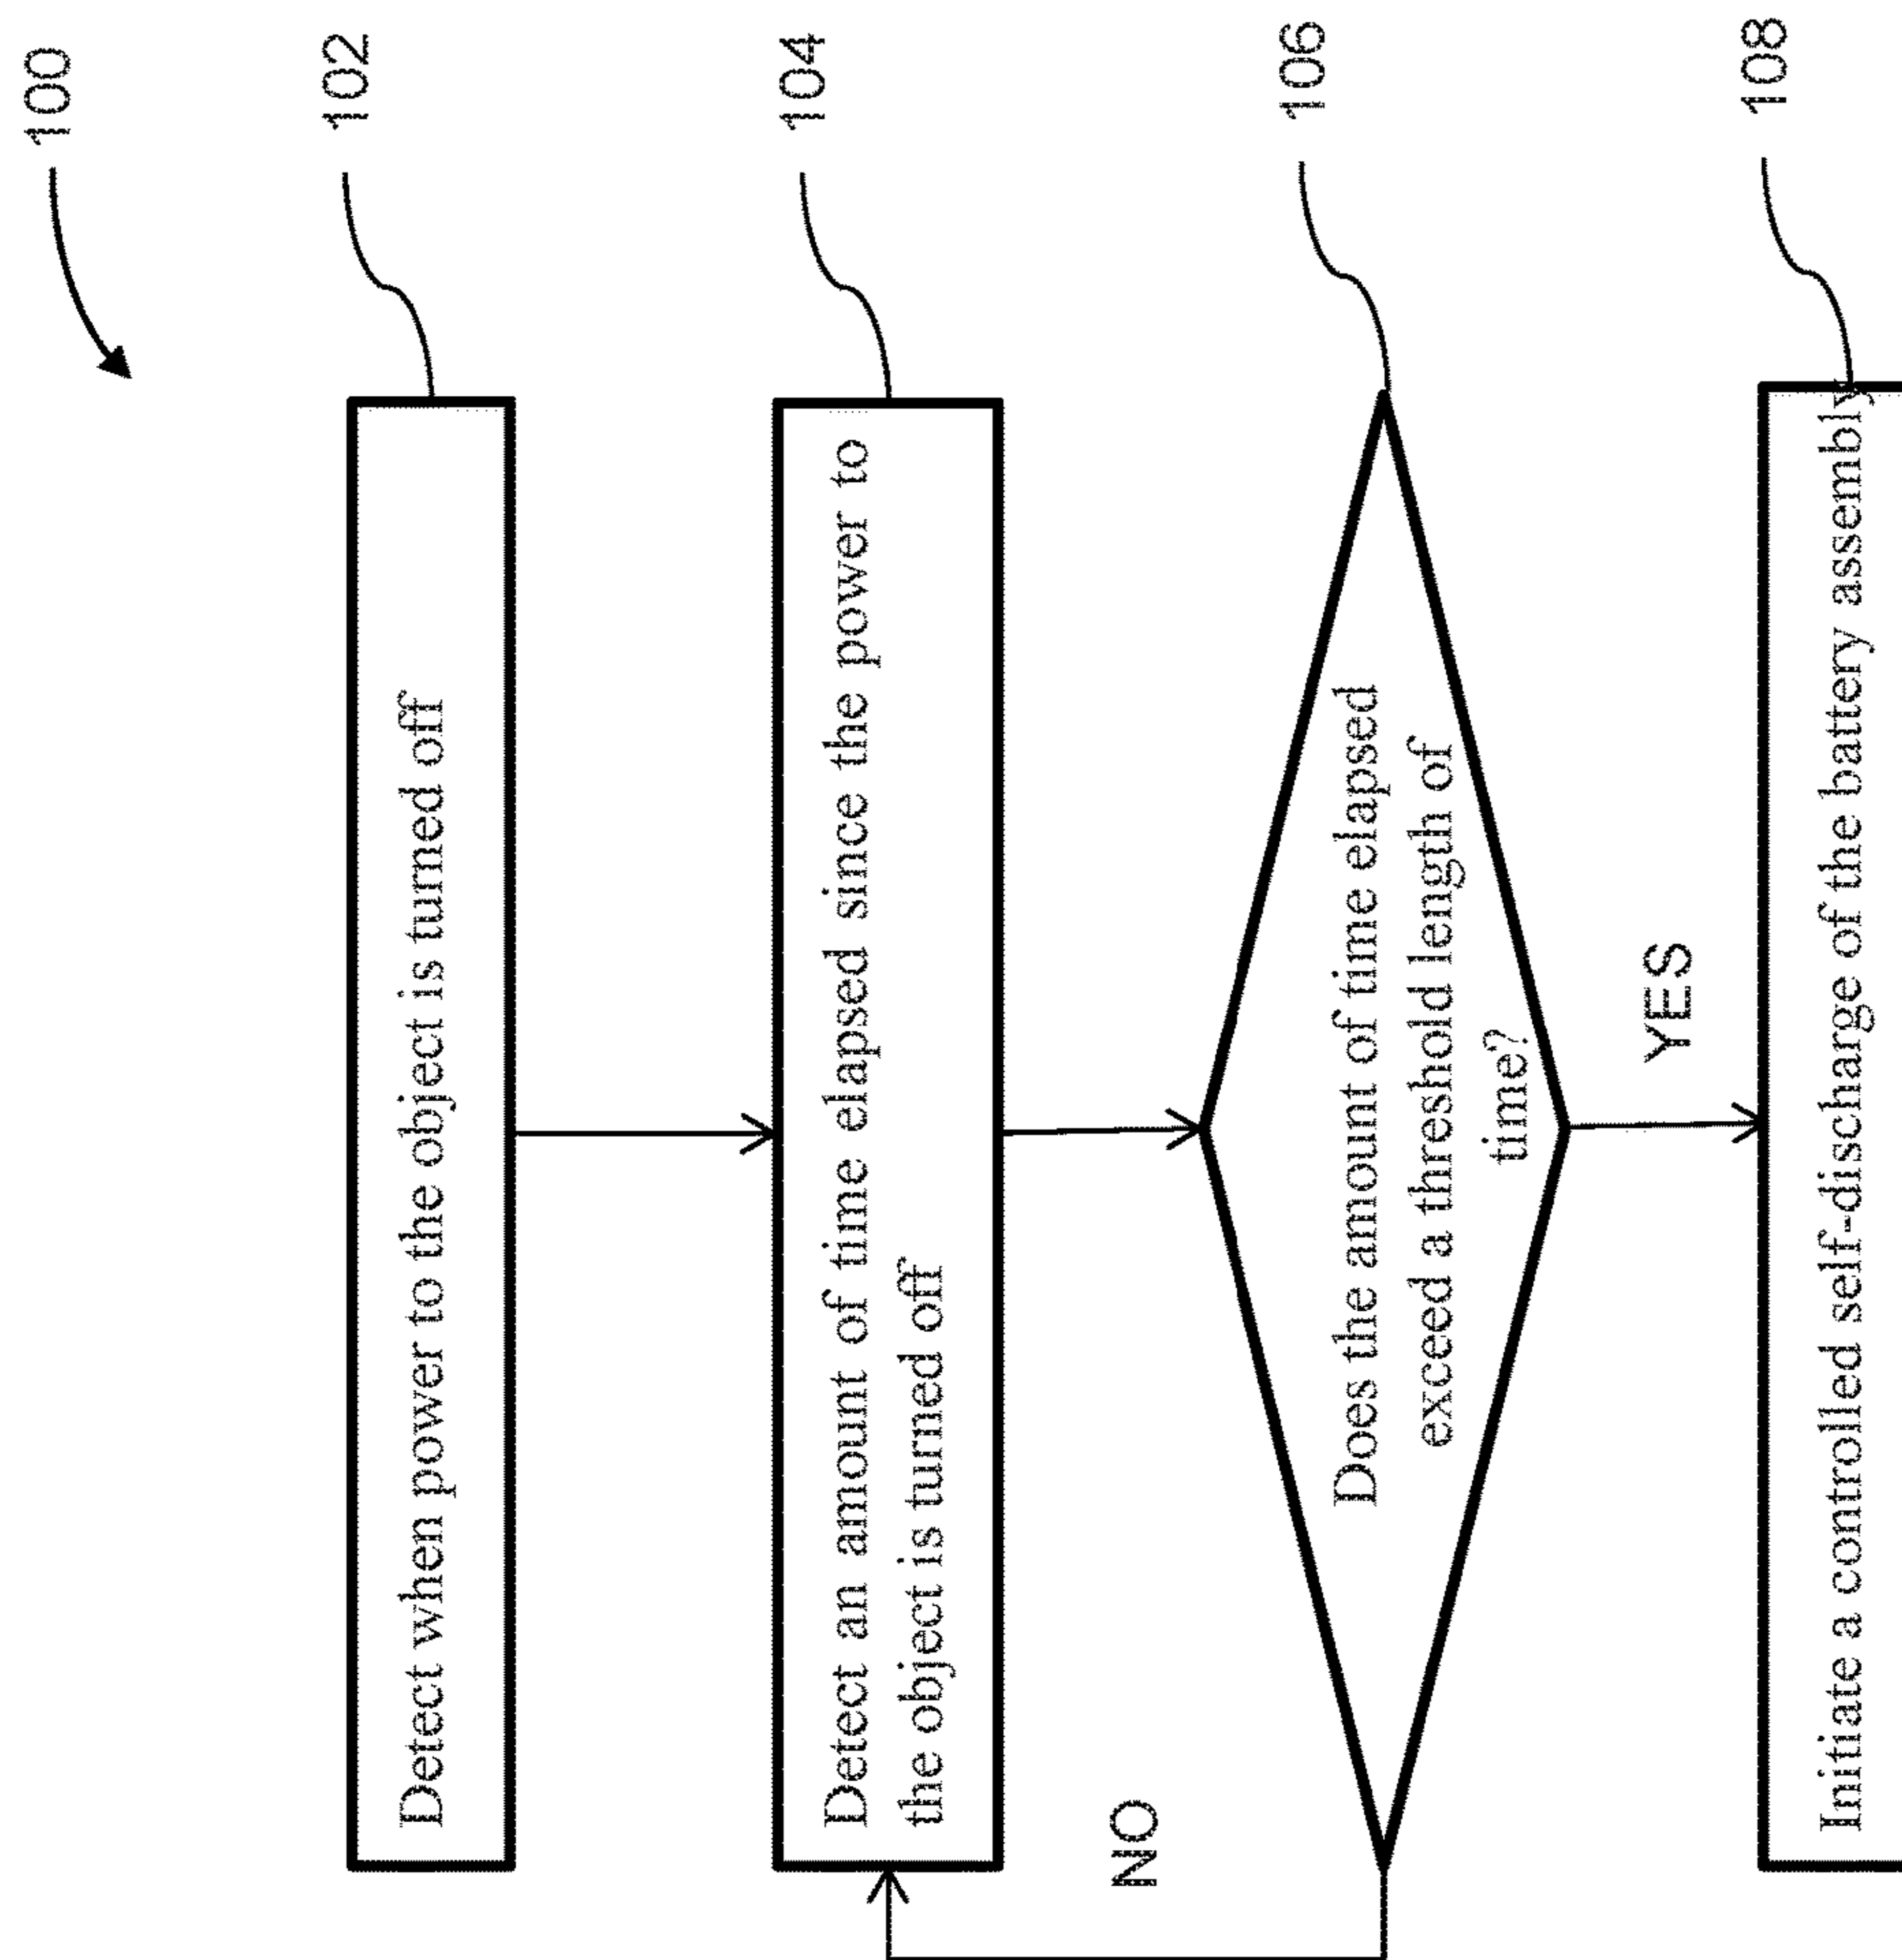 100
102
Detect when power to the object is turned off
104
Detect an amount of time elapsed since the power to
the object is turned off
106
Does the amount of time elapsed
exceed a threshold length of
time?
NO
YES
108
Initiate a controlled self-discharge of the battery assembly